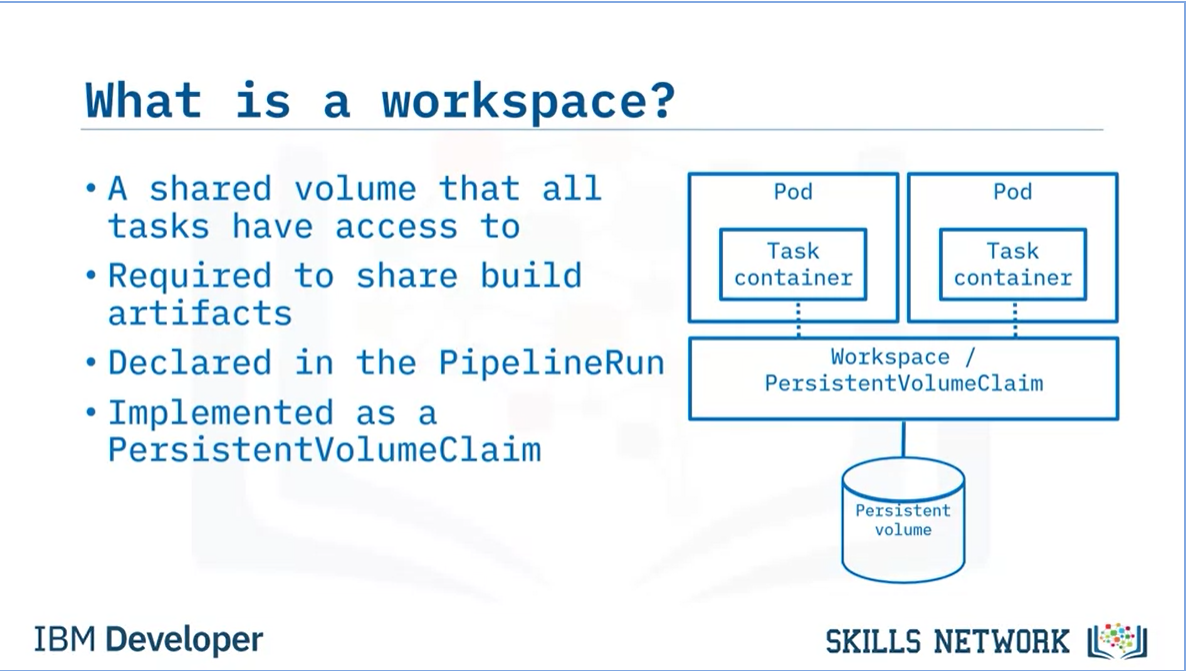 What is a workspace?
• A shared volume that all
tasks have access to
• Required to share build
artifacts
• Declared in the PipelineRun
• Implemented as a
PersistentVolumeClaim
Pod
Task
container
Pod
Task
container
Workspace /
PersistentVolumeClaim
Persistent
volume
IBM Developer
SKILLS NETWORK